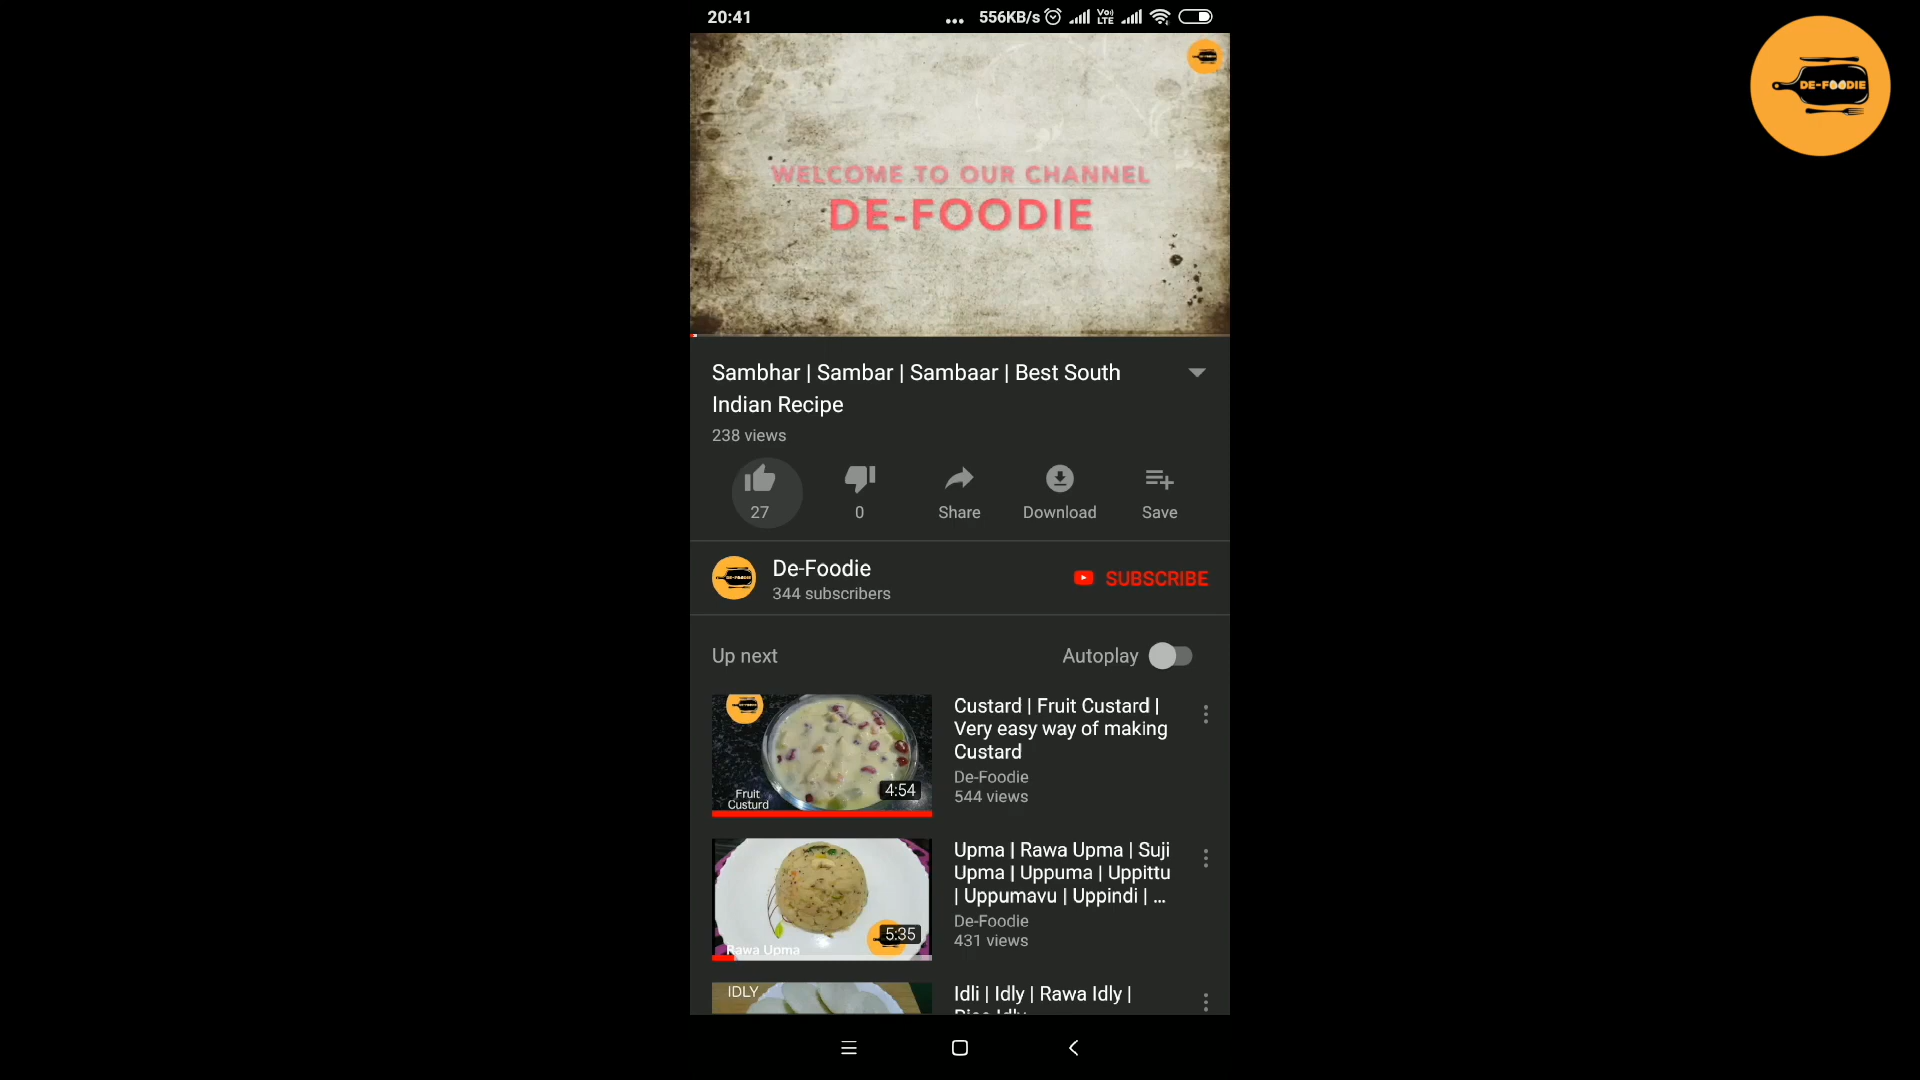 20:41
556KB/s
Vo)
LTE
DE-FOODIE
WELCOME TO OUR CHANNEL
DE-FOODIE
Sambhar | Sambar | Sambaar | Best South
Indian Recipe
238 views
27
0
Share
Download
Save
De-Foodie
344 subscribers
SUBSCRIBE
Up next
Autoplay
Fruit
Custurd
4:54
Custard | Fruit Custard |
Very easy way of making
Custard
De-Foodie
544 views
Rawa Upma
5:35
Upma | Rawa Upma | Suji
Upma | Uppuma | Uppittu
| Uppumavu | Uppindi | ...
De-Foodie
431 views
IDLY
Idli | Idly | Rawa Idly |